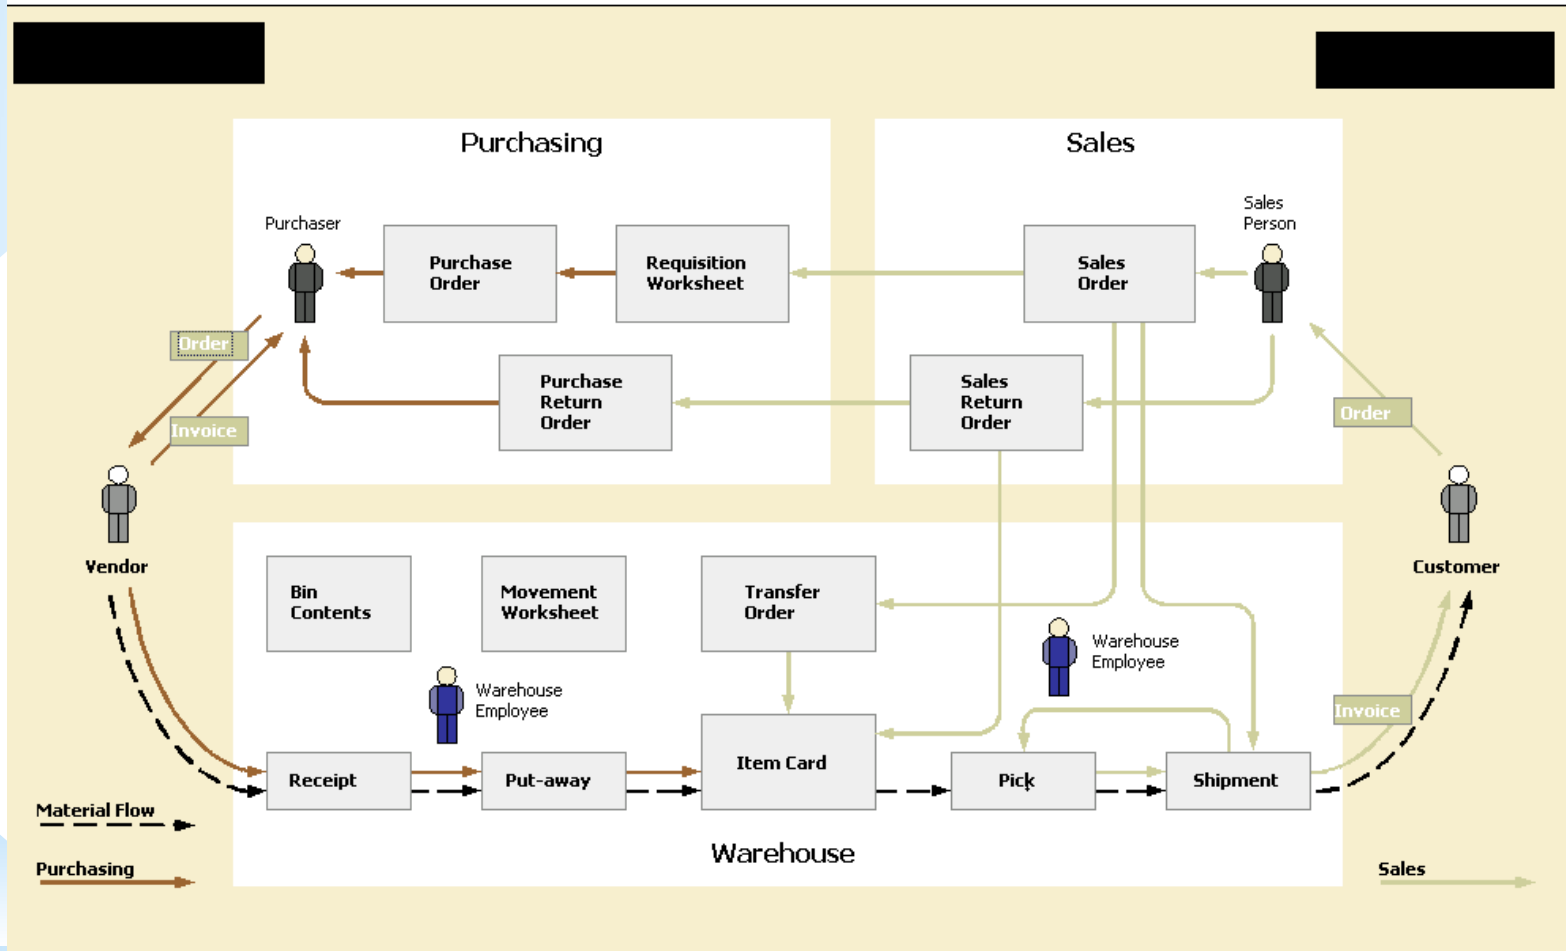 Purchasing
Sales
Purchaser
Purchase
Order
Requisition
Worksheet
Sales
Order
Sales
Person
Order
Invoice
Purchase
Return
Order
Sales
Return
Order
Order
Vendor
Customer
Bin
Contents
Movement
Worksheet
Transfer
Order
Warehouse
Employee
Warehouse
Employee
Invoice
Receipt
Put-away
Item Card
Pick
Shipment
Material Flow
Warehouse
Purchasing
Sales